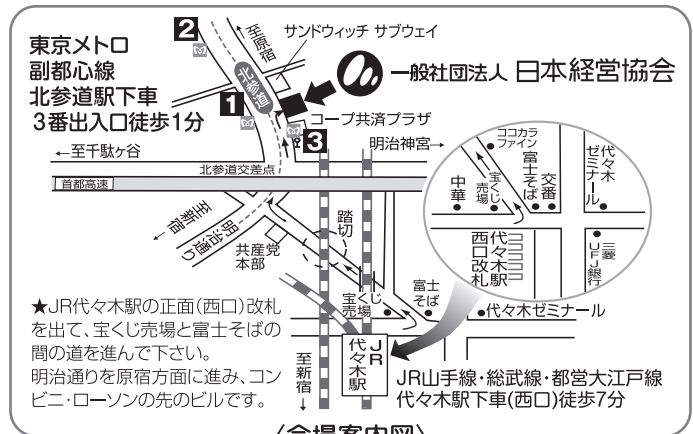 東京メトロ
副都心線
北参道駅下車
3番出入口徒歩1分
2
至原宿
サンドウィッチ サブウェイ
北参道
一般社団法人 日本経営協会
1
コープ共済プラザ
3
明治神宮→
←至千駄ヶ谷
北参道交差点
首都高速
至新宿
明治通り
共産党
本部
踏切
ココカラ
ファイン
代々木
ゼミナール
中華
宝くじ
売場
富士そば
交番
代々木駅
西口改札
三菱
UFJ銀行
宝くじ
売場
富士
そば
代々木ゼミナール
★JR代々木駅の正面(西口)改札
を出て、宝くじ売場と富士そばの
間の道を進んで下さい。
明治通りを原宿方面に進み、コン
ビニ・ローソンの先のビルです。
至新宿
↓
JR
代々木駅
JR山手線・総武線・都営大江戸線
代々木駅下車(西口)徒歩7分
〈会場案内図〉